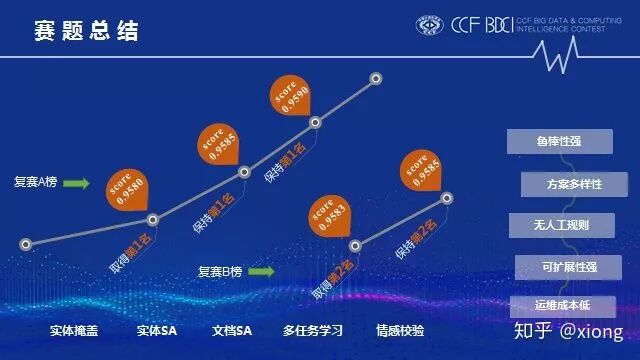 赛题总结
CCF BDCI
CCF BIG DATA & COMPUTING
INTELLIGENCE CONTEST
复赛A榜
score
0.9580
取得第1名
score
0.9585
保持第1名
score
0.9590
保持第1名
复赛B榜
score
0.9583
取得第2名
score
0.9585
保持第2名
鲁棒性强
方案多样性
无人工规则
可扩展性强
运维成本低
实体掩盖
实体SA
文档SA
多任务学习
情感校验
知乎 @xiong